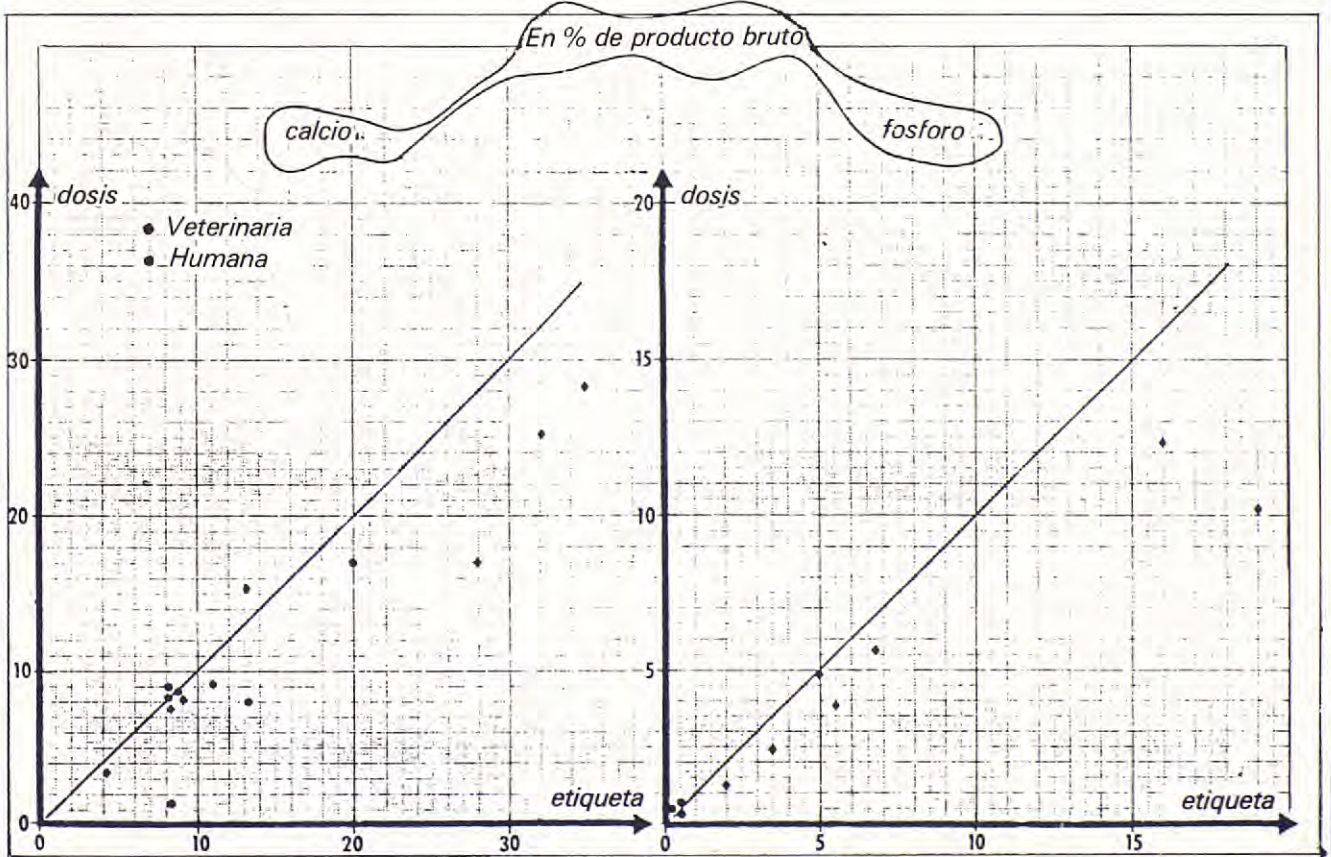 En % de producto bruto
calcio
fosforo
dosis
Veterinaria
Humana
40
30
20
10
0
10
20
30
etiqueta
dosis
20
15
10
5
0
5
10
15
etiqueta